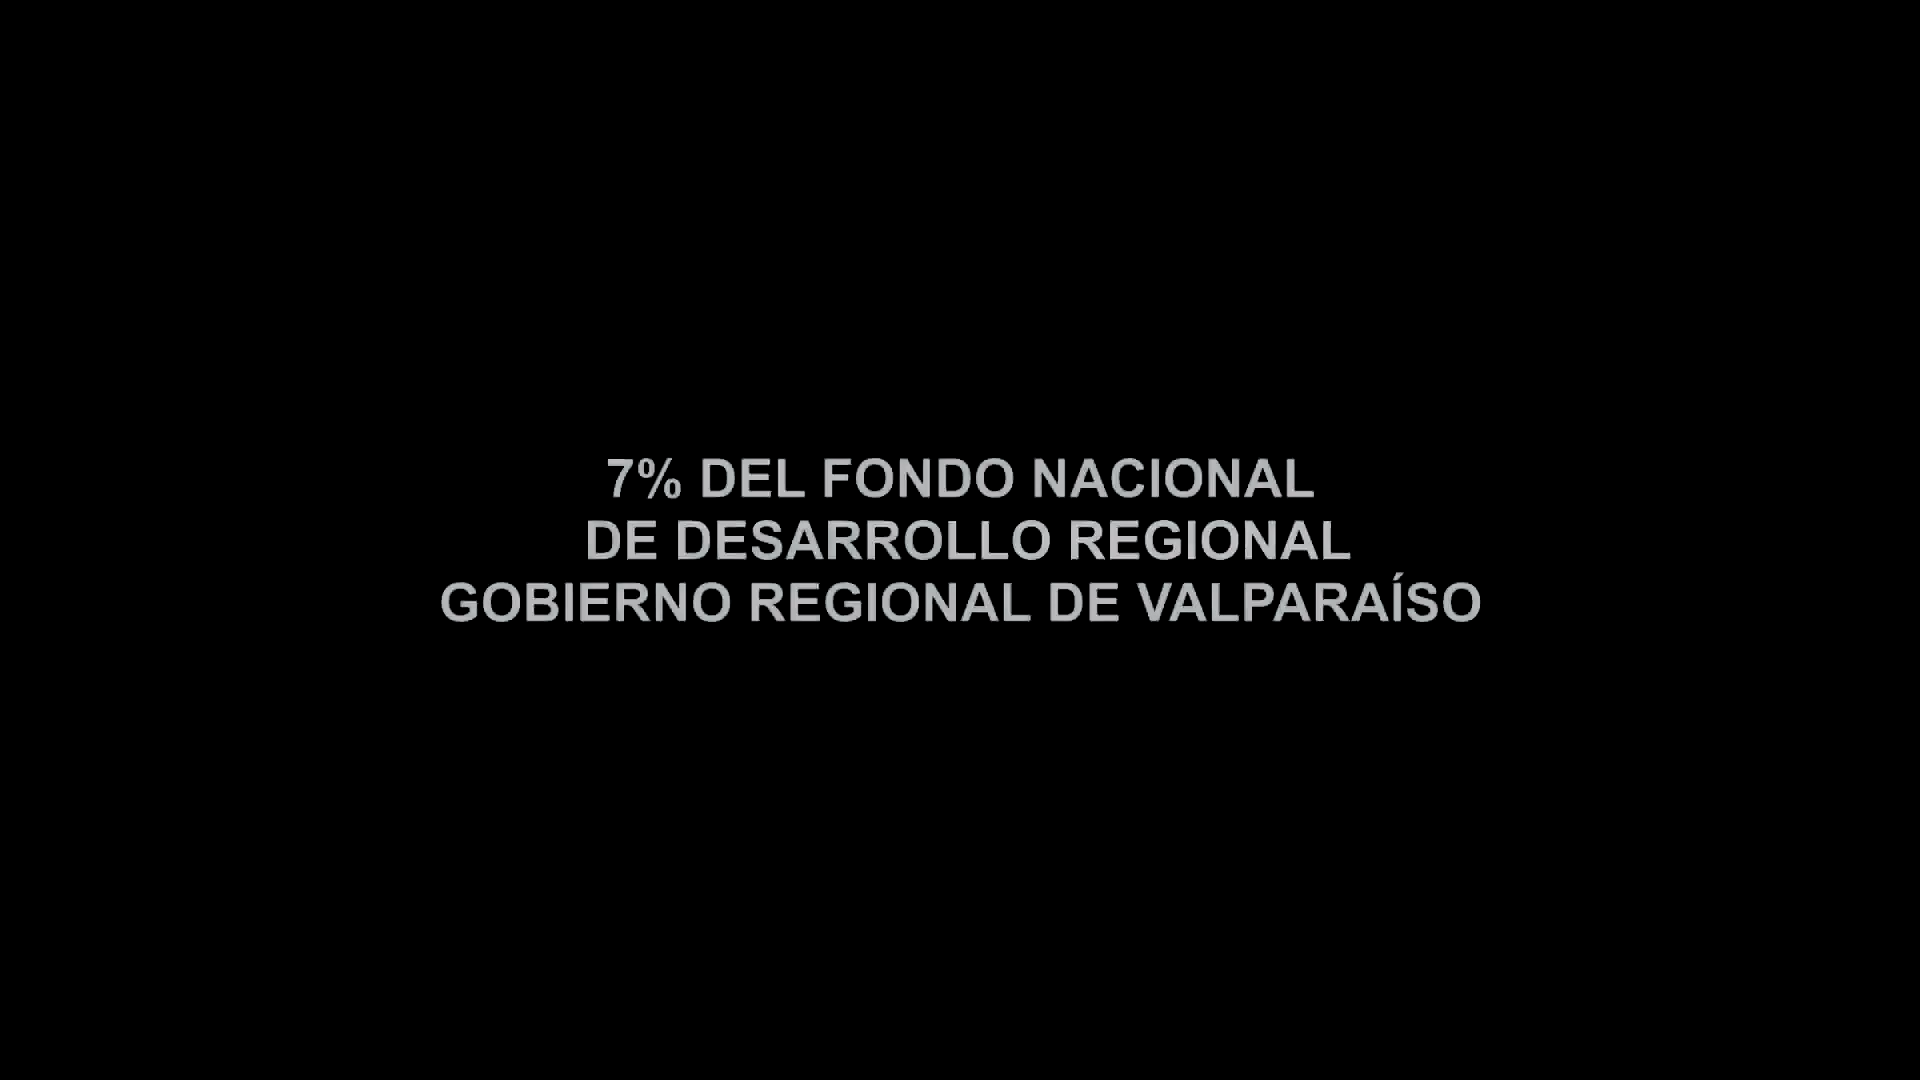 7% DEL FONDO NACIONAL
DE DESARROLLO REGIONAL
GOBIERNO REGIONAL DE VALPARAÍSO